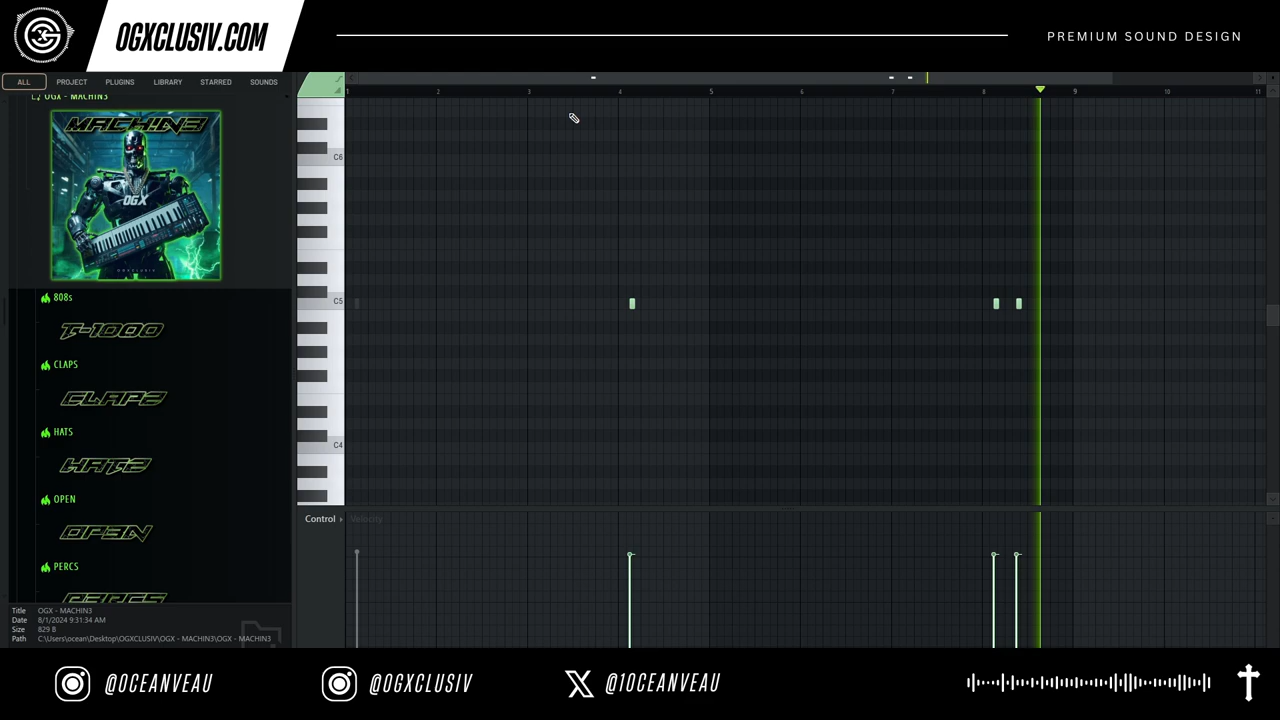 OGXCLUSIV.COM
PREMIUM SOUND DESIGN
ALL PROJECT PLUGINS LIBRARY STARRED SOUNDS
OGX - MACHIN3
MACHIN3
OGX
OGXCLUSIV
808s
T-1000
CLAPS
CLAPZ
HATS
HATZ
OPEN
OP3N
PERCS
P3RCS
Title OGX - MACHIN3
Date 8/1/2024 9:31:34 AM
Size 829 B
Path C:\Users\ocean\Desktop\OGXCLUSIV\OGX - MACHIN3\OGX - MACHIN3
1 2 3 4 5 6 7 8 9 10 11
C6
C5
C4
Control Velocity
@OCEANVEAU
@OGXCLUSIV
@1OCEANVEAU